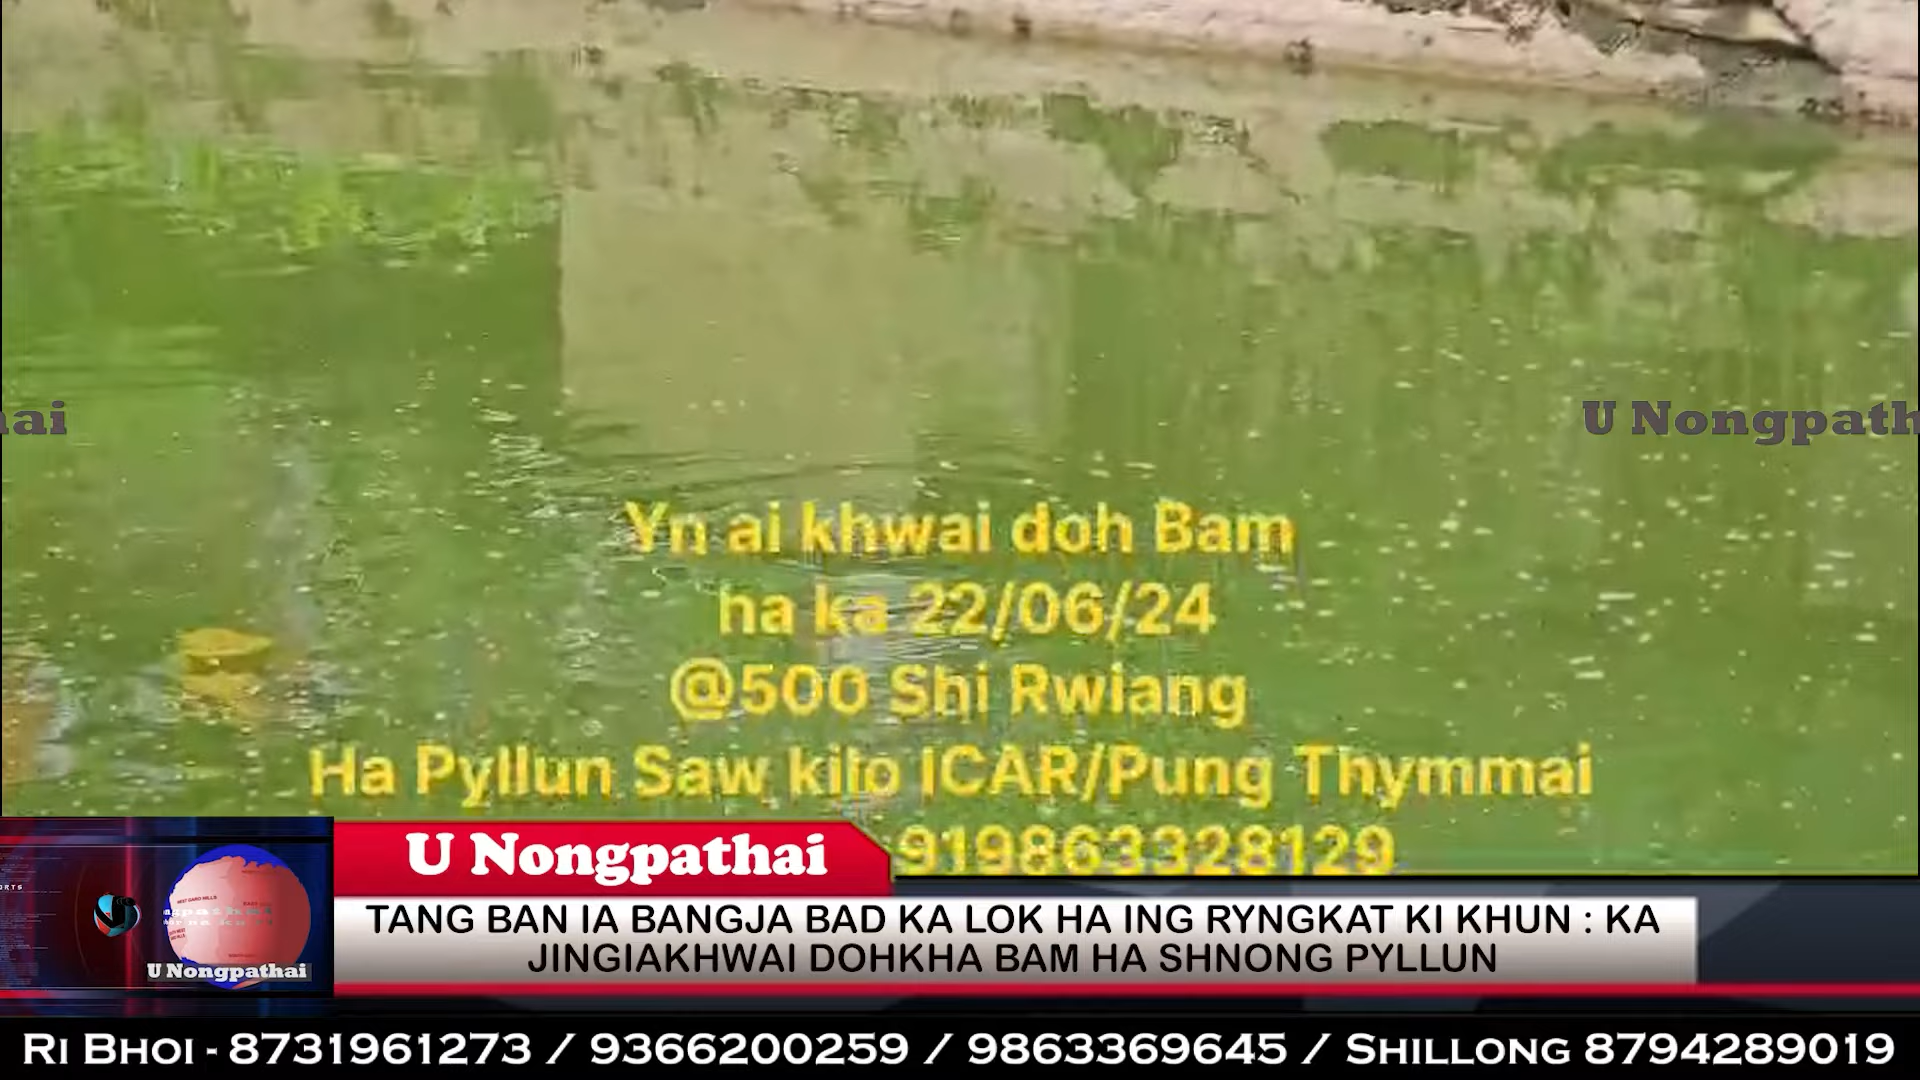 hai
U Nongpath
Yn ai khwai doh Bam
ha ka 22/06/24
@500 Shi Rwiang
Ha Pyllun Saw kilo ICAR/Pung Thymmai
919863328129
U Nongpathai
TANG BAN IA BANGJA BAD KA LOK HA ING RYNGKAT KI KHUN : KA
JINGIAKHWAI DOHKHA BAM HA SHNONG PYLLUN
U Nongpathai
RI BHOI - 8731961273 / 9366200259 / 9863369645 / SHILLONG 8794289019